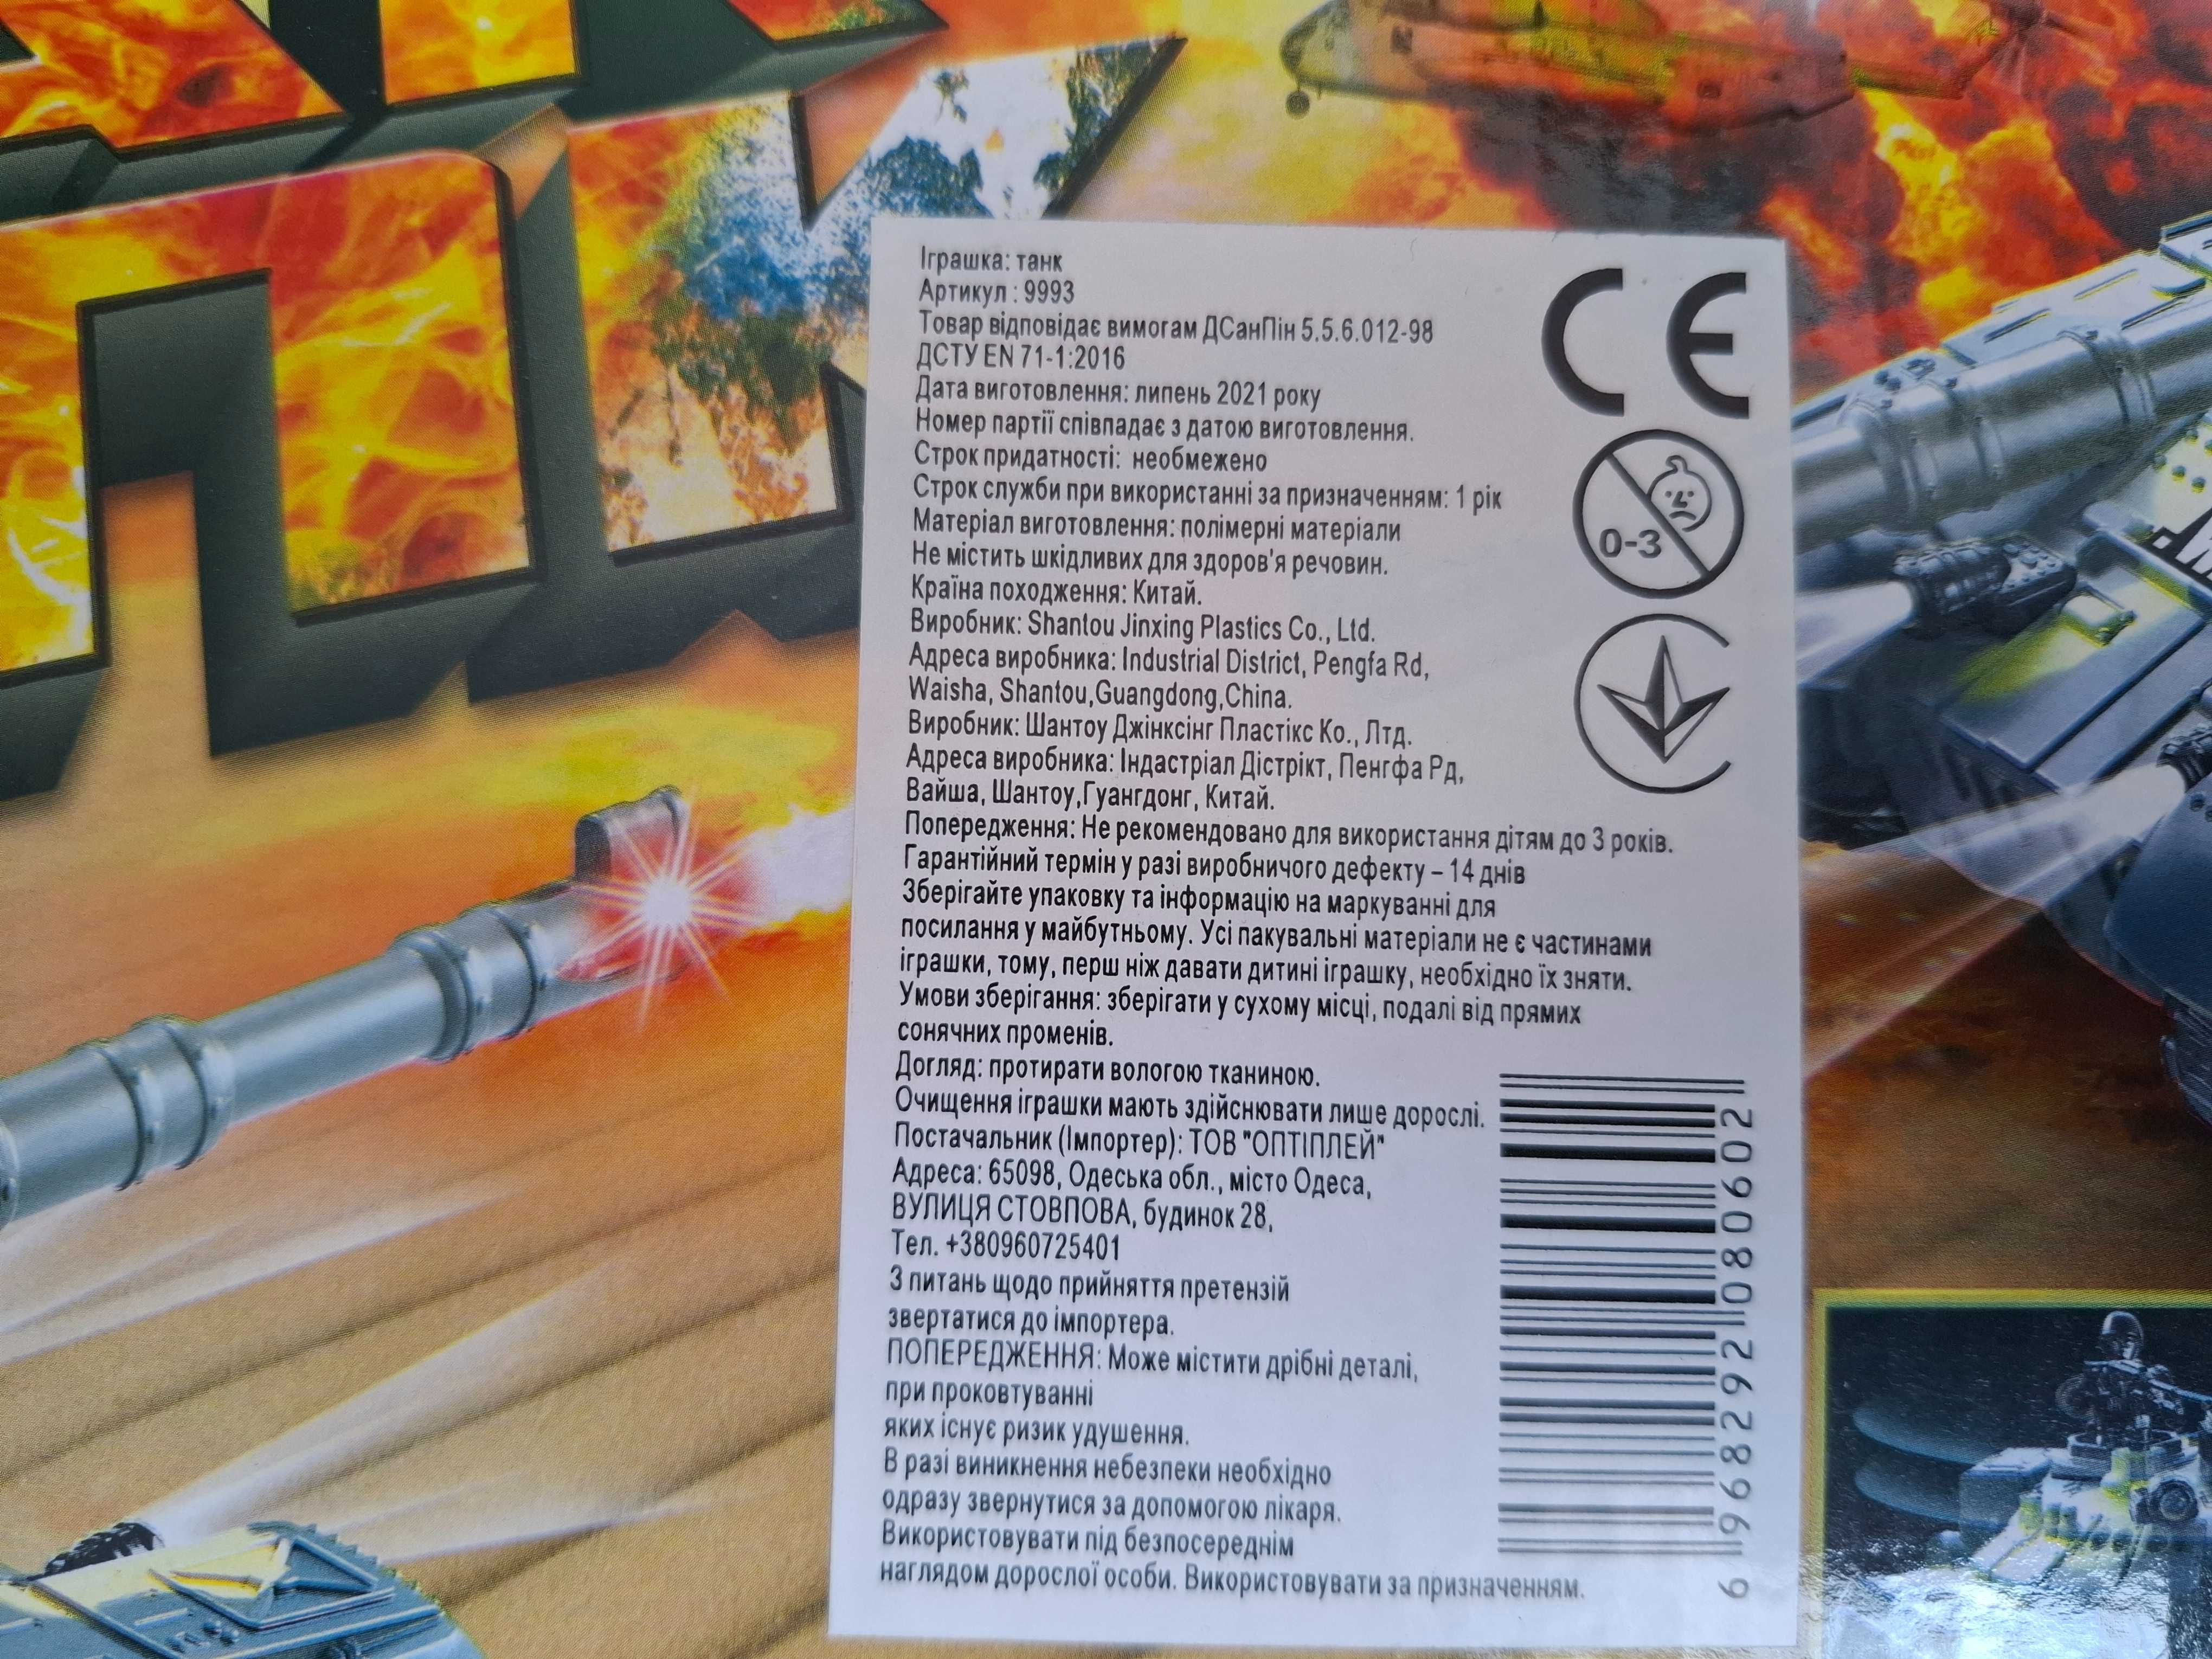 Іграшка: танк
Артикул : 9993
Товар відповідає вимогам ДСанПін 5.5.6.012-98
ДСТУ EN 71-1:2016
Дата виготовлення: липень 2021 року
Номер партії співпадає з датою виготовлення.
Строк придатності: необмежено
Строк служби при використанні за призначенням: 1 рік
Матеріал виготовлення: полімерні матеріали
Не містить шкідливих для здоров'я речовин.
Країна походження: Китай.
Виробник: Shantou Jinxing Plastics Co., Ltd.
Адреса виробника: Industrial District, Pengfa Rd,
Waisha, Shantou,Guangdong,China.
Виробник: Шантоу Джінксінг Пластікс Ко., Лтд.
Адреса виробника: Індастріал Дістрікт, Пенгфа Рд,
Вайша, Шантоу,Гуангдонг, Китай.
Попередження: Не рекомендовано для використання дітям до 3 років.
Гарантійний термін у разі виробничого дефекту – 14 днів
Зберігайте упаковку та інформацію на маркуванні для
посилання у майбутньому. Усі пакувальні матеріали не є частинами
іграшки, тому, перш ніж давати дитині іграшку, необхідно їх зняти.
Умови зберігання: зберігати у сухому місці, подалі від прямих
сонячних променів.
Догляд: протирати вологою тканиною.
Очищення іграшки мають здійснювати лише дорослі.
Постачальник (Імпортер): ТОВ "ОПТІПЛЕЙ"
Адреса: 65098, Одеська обл., місто Одеса,
ВУЛИЦЯ СТОВПОВА, будинок 28,
Тел. +380960725401
З питань щодо прийняття претензій
звертатися до імпортера.
ПОПЕРЕДЖЕННЯ: Може містити дрібні деталі,
при проковтуванні
яких існує ризик удушення.
В разі виникнення небезпеки необхідно
одразу звернутися за допомогою лікаря.
Використовувати під безпосереднім
наглядом дорослої особи. Використовувати за призначенням.
CE
0-3
6 968292 080602